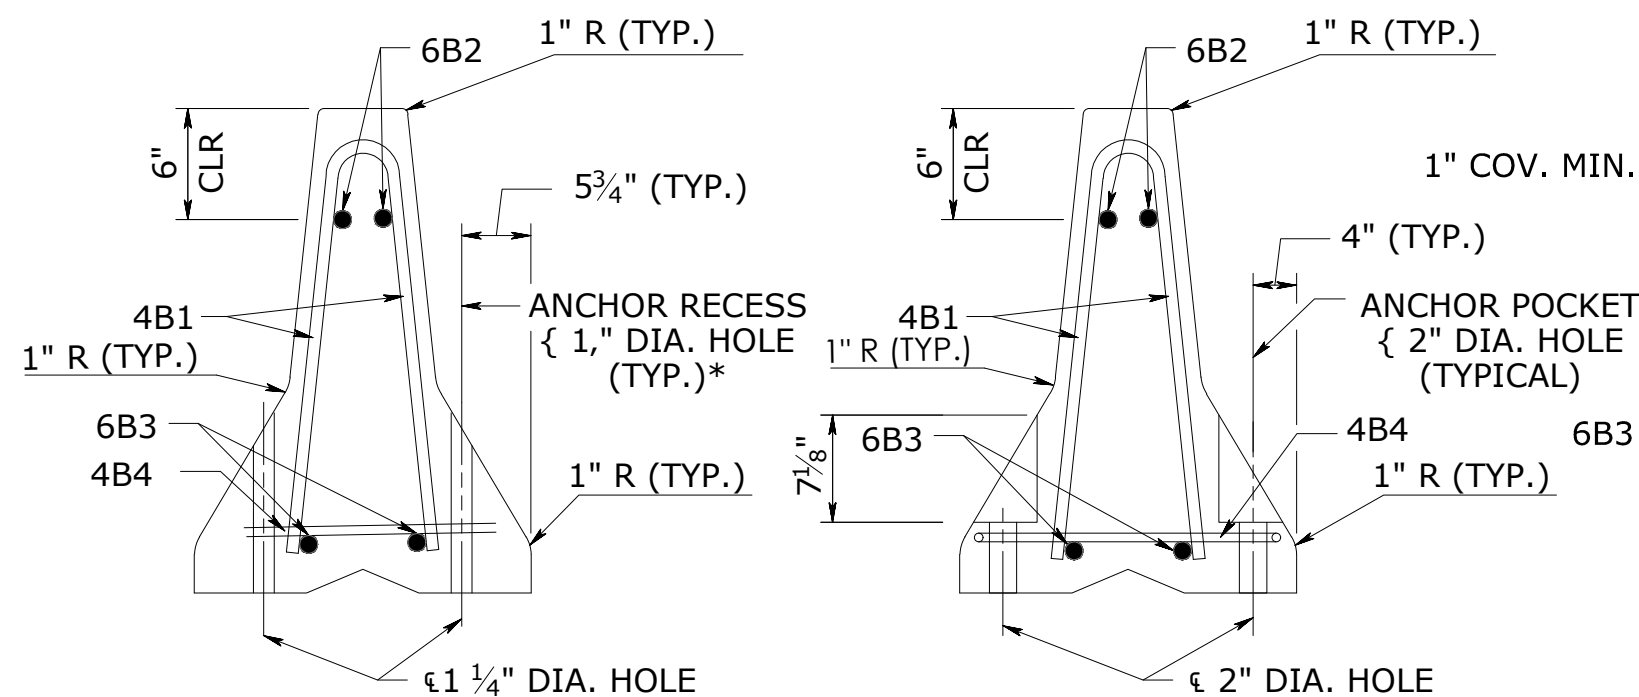 6B2
1" R (TYP.)
6"
CLR
5¾" (TYP.)
4B1
ANCHOR RECESS
{ 1," DIA. HOLE
(TYP.)*
1" R (TYP.)
6B3
4B4
1" R (TYP.)
℄1 ¼" DIA. HOLE
6B2
1" R (TYP.)
6"
CLR
1" COV. MIN.
4" (TYP.)
4B1
ANCHOR POCKET
{ 2" DIA. HOLE
(TYPICAL)
1" R (TYP.)
7⅛"
6B3
4B4
6B3
1" R (TYP.)
℄ 2" DIA. HOLE